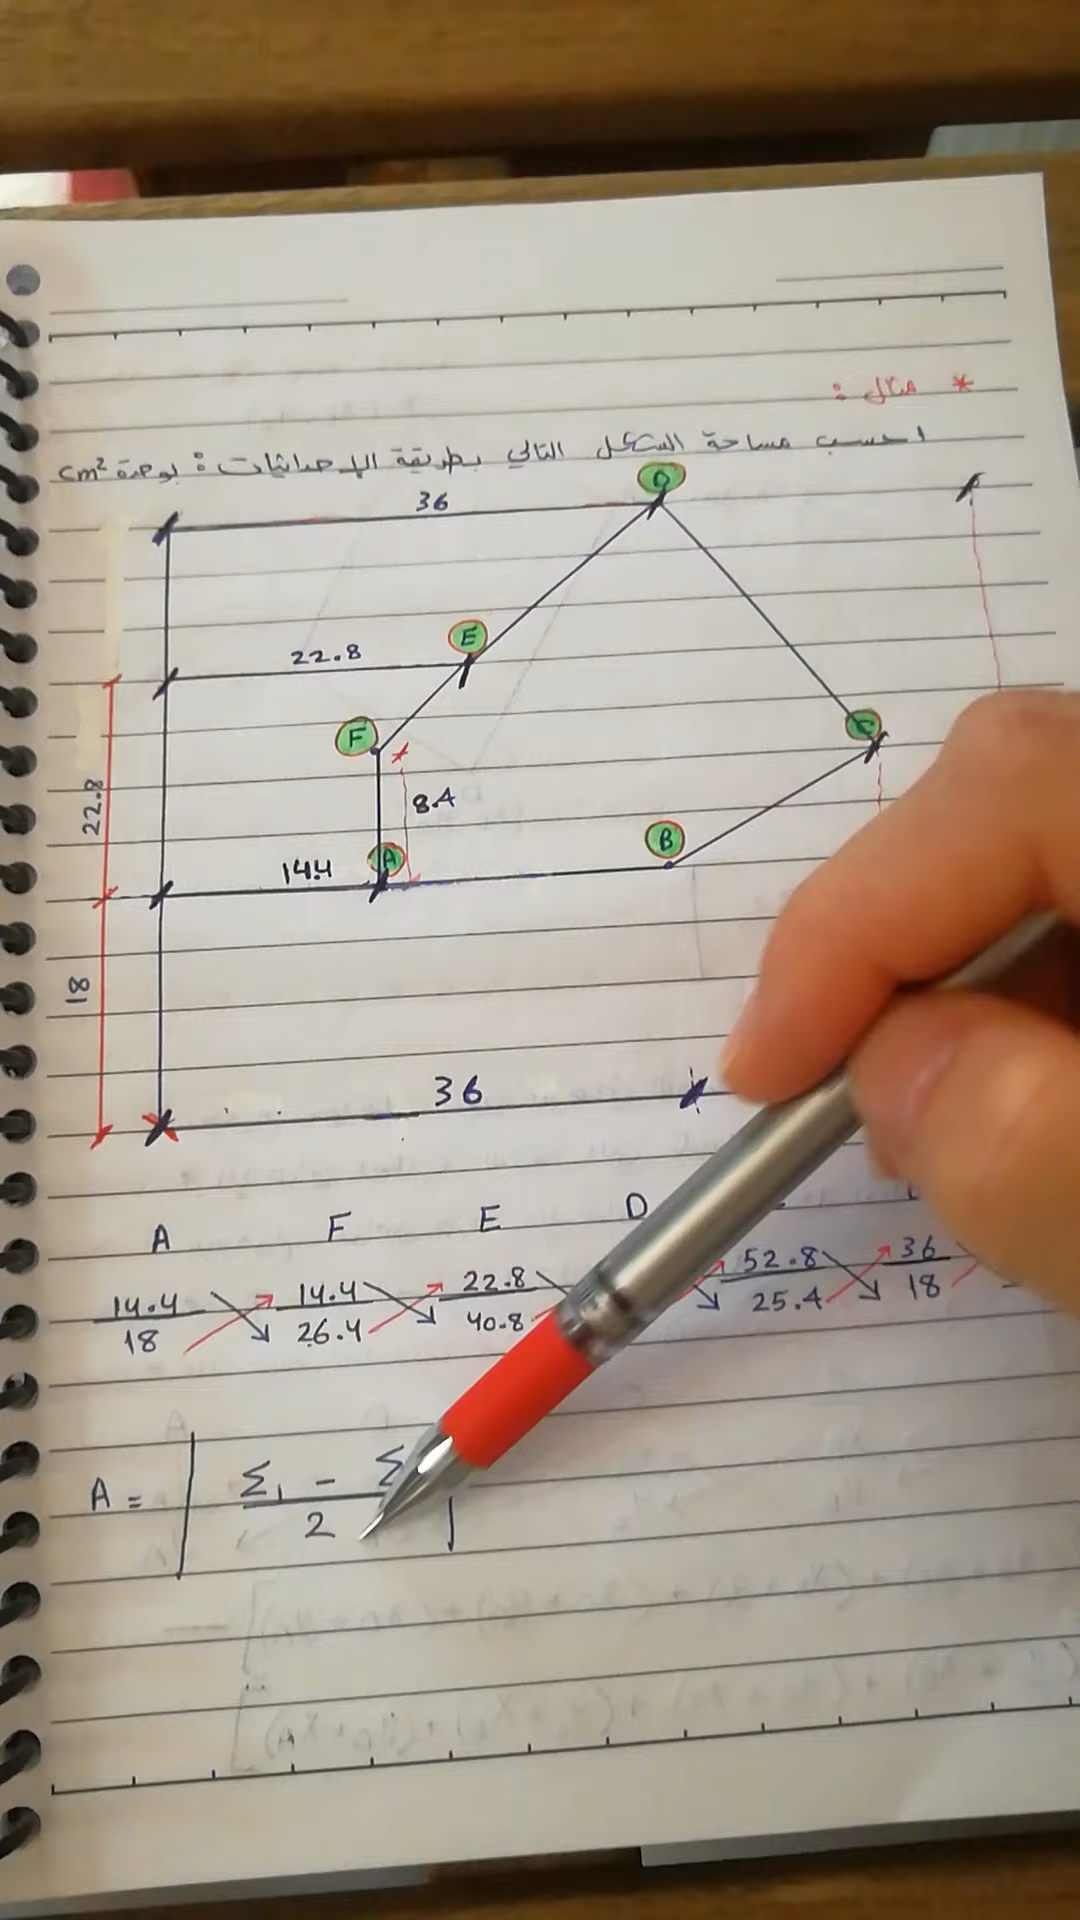 * مثال :
احسب مساحة الشكل التالي بطريقة الإحداثيات : بوحدة cm²
D
36
E
22.8
F
C
22.8
8.4
B
A
14.4
18
36
A F E D
14.4 14.4 22.8 52.8 36
18 26.4 40.8 25.4 18
A = | Σ₁ - Σ
2 |